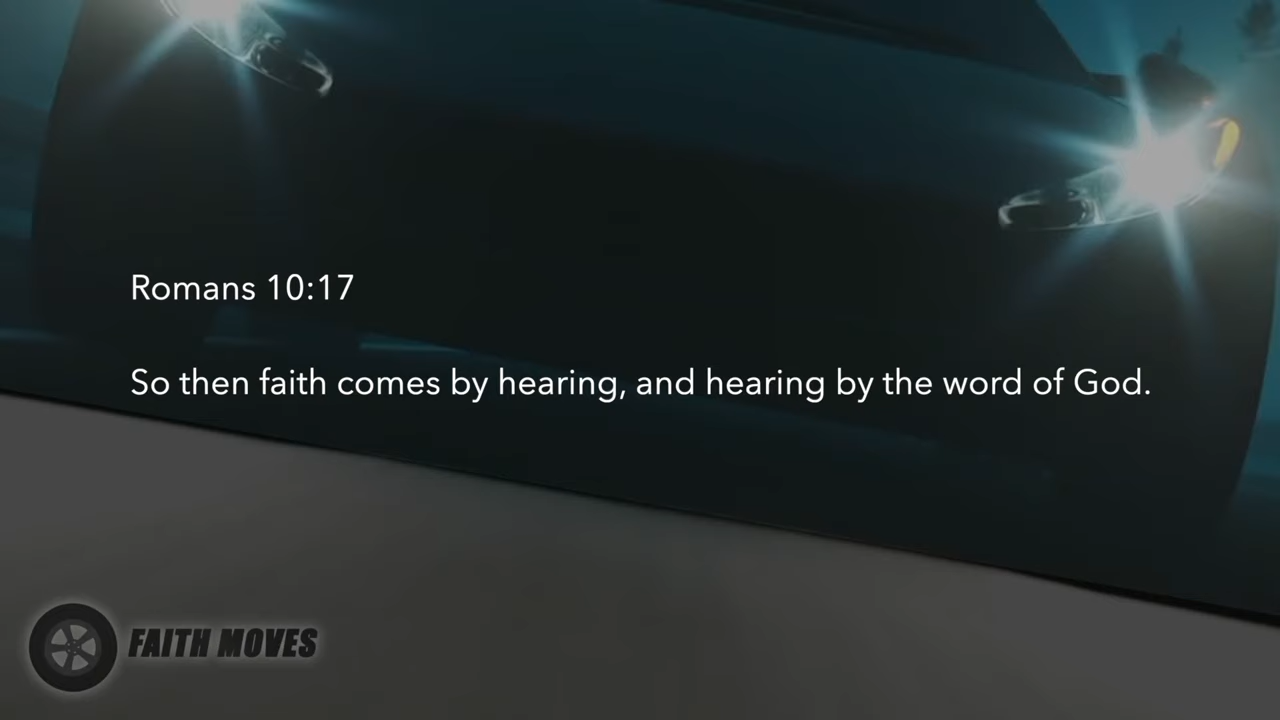 Romans 10:17
So then faith comes by hearing, and hearing by the word of God.
FAITH MOVES